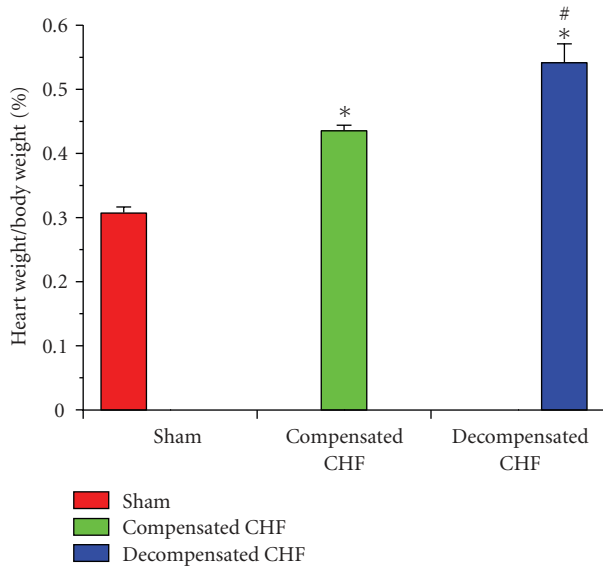 Heart weight/body weight (%)
0.6
0.5
0.4
0.3
0.2
0.1
0
*
#
*
Sham
Compensated
CHF
Decompensated
CHF
Sham
Compensated CHF
Decompensated CHF